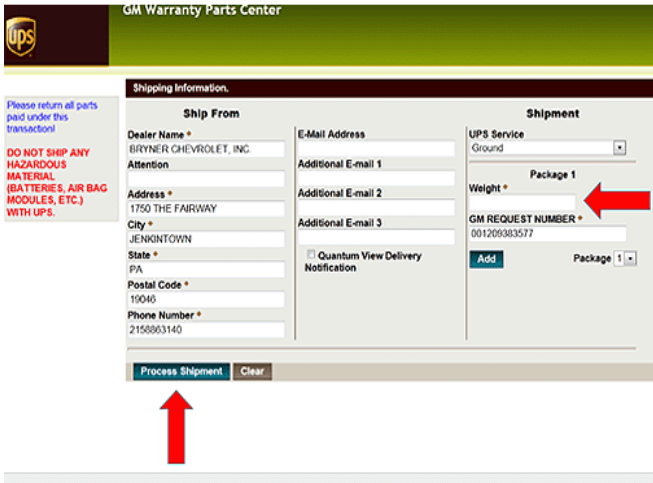 GM Warranty Parts Center
ups
Shipping Information.
Please return all parts
paid under this
transaction!
DO NOT SHIP ANY
HAZARDOUS
MATERIAL
(BATTERIES, AIR BAG
MODULES, ETC.)
WITH UPS.
Ship From
Dealer Name *
BRYNER CHEVROLET, INC.
Attention
Address *
1750 THE FAIRWAY
City *
JENKINTOWN
State *
PA
Postal Code *
19046
Phone Number *
2158863140
E-Mail Address
Additional E-mail 1
Additional E-mail 2
Additional E-mail 3
Quantum View Delivery
Notification
Shipment
UPS Service
Ground
Package 1
Weight *
GM REQUEST NUMBER *
001209383577
Add Package 1
Process Shipment Clear